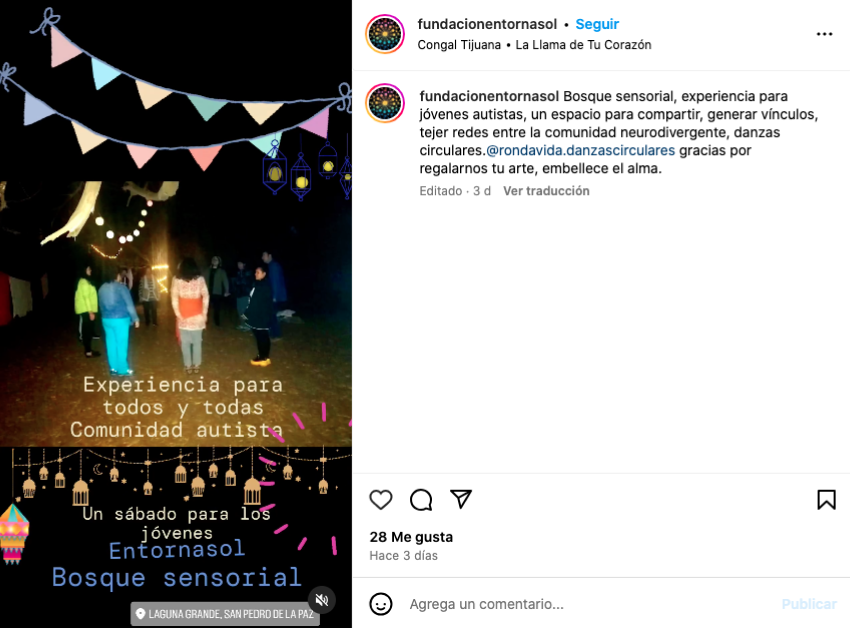 Experiencia para
todos y todas
Comunidad autista
Un sábado para los
jóvenes
Entornasol
Bosque sensorial
LAGUNA GRANDE, SAN PEDRO DE LA PAZ
fundacionentornasol • Seguir
Congal Tijuana • La Llama de Tu Corazón
fundacionentornasol Bosque sensorial, experiencia para
jóvenes autistas, un espacio para compartir, generar vínculos,
tejer redes entre la comunidad neurodivergente, danzas
circulares.@rondavida.danzascirculares gracias por
regalarnos tu arte, embellece el alma.
Editado · 3 d Ver traducción
28 Me gusta
Hace 3 días
Agrega un comentario...
Publicar